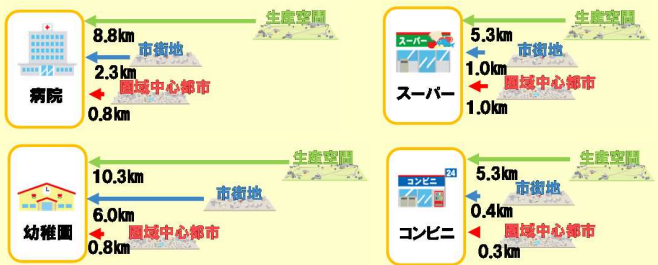 生産空間
8.8km
市街地
2.3km
圏域中心都市
0.8km
病院
生産空間
5.3km
スーパー
市街地
1.0km
圏域中心都市
1.0km
スーパー
生産空間
10.3km
市街地
6.0km
圏域中心都市
0.8km
幼稚園
生産空間
5.3km
コンビニ 24
市街地
0.4km
圏域中心都市
0.3km
コンビニ